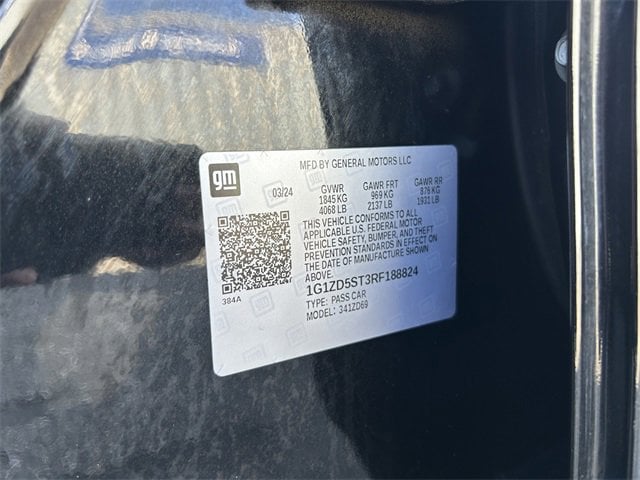 MFD BY GENERAL MOTORS LLC
gm
03/24 GVWR GAWR FRT GAWR RR
1845 KG 969 KG 876 KG
4068 LB 2137 LB 1931 LB
THIS VEHICLE CONFORMS TO ALL
APPLICABLE U.S. FEDERAL MOTOR
VEHICLE SAFETY, BUMPER, AND THEFT
PREVENTION STANDARDS IN EFFECT ON
THE DATE OF MANUFACTURE SHOWN
ABOVE.
384A
1G1ZD5ST3RF188824
TYPE: PASS CAR
MODEL: 341ZD69